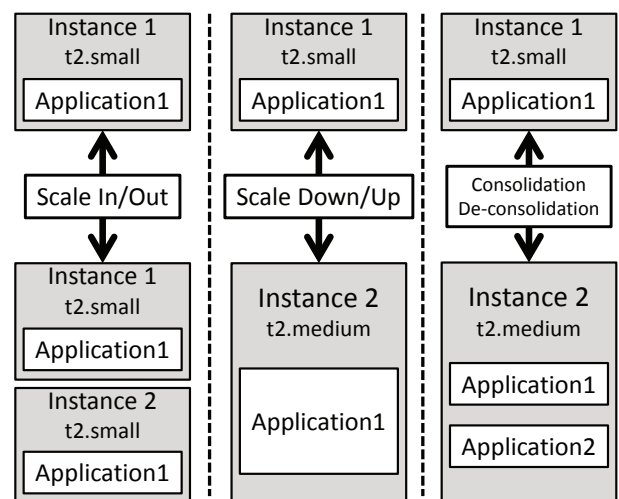 Instance 1
t2.small
Application1
Scale In/Out
Instance 1
t2.small
Application1
Instance 2
t2.small
Application1
Instance 1
t2.small
Application1
Scale Down/Up
Instance 2
t2.medium
Application1
Instance 1
t2.small
Application1
Consolidation
De-consolidation
Instance 2
t2.medium
Application1
Application2